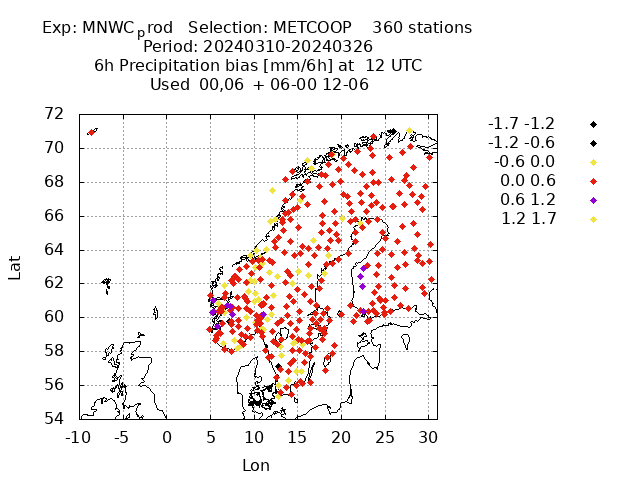 Exp: MNWCprod Selection: METCOOP 360 stations
Period: 20240310-20240326
6h Precipitation bias [mm/6h] at 12 UTC
Used 00,06 + 06-00 12-06
72
70
68
66
64
62
60
58
56
54
Lat
-10 -5 0 5 10 15 20 25 30
Lon
-1.7 -1.2
-1.2 -0.6
-0.6 0.0
0.0 0.6
0.6 1.2
1.2 1.7